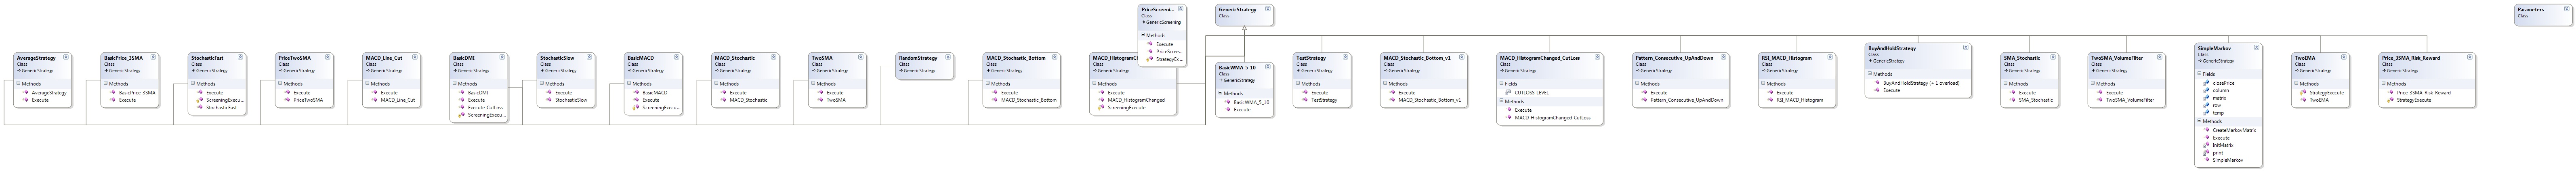 PriceScreeni...
Class
GenericScreening
Methods
Execute
PriceScree...
StrategyEx...
GenericStrategy
Class
Parameters
Class
AverageStrategy
Class
GenericStrategy
Methods
AverageStrategy
Execute
BasicPrice_3SMA
Class
GenericStrategy
Methods
BasicPrice_3SMA
Execute
StochasticFast
Class
GenericStrategy
Methods
Execute
ScreeningExecu...
StochasticFast
PriceTwoSMA
Class
GenericStrategy
Methods
Execute
PriceTwoSMA
MACD_Line_Cut
Class
GenericStrategy
Methods
Execute
MACD_Line_Cut
BasicDMI
Class
GenericStrategy
Methods
BasicDMI
Execute
Execute_CutLoss
ScreeningExecu...
StochasticSlow
Class
GenericStrategy
Methods
Execute
StochasticSlow
BasicMACD
Class
GenericStrategy
Methods
BasicMACD
Execute
ScreeningExecu...
MACD_Stochastic
Class
GenericStrategy
Methods
Execute
MACD_Stochastic
TwoSMA
Class
GenericStrategy
Methods
Execute
TwoSMA
RandomStrategy
Class
GenericStrategy
MACD_Stochastic_Bottom
Class
GenericStrategy
Methods
Execute
MACD_Stochastic_Bottom
MACD_HistogramCh
Class
GenericStrategy
Methods
Execute
MACD_HistogramChanged
ScreeningExecute
BasicWMA_5_10
Class
GenericStrategy
Methods
BasicWMA_5_10
Execute
TestStrategy
Class
GenericStrategy
Methods
Execute
TestStrategy
MACD_Stochastic_Bottom_v1
Class
GenericStrategy
Methods
Execute
MACD_Stochastic_Bottom_v1
MACD_HistogramChanged_CutLoss
Class
GenericStrategy
Fields
CUTLOSS_LEVEL
Methods
Execute
MACD_HistogramChanged_CutLoss
Pattern_Consecutive_UpAndDown
Class
GenericStrategy
Methods
Execute
Pattern_Consecutive_UpAndDown
RSI_MACD_Histogram
Class
GenericStrategy
Methods
Execute
RSI_MACD_Histogram
BuyAndHoldStrategy
Class
GenericStrategy
Methods
BuyAndHoldStrategy (+ 1 overload)
Execute
SMA_Stochastic
Class
GenericStrategy
Methods
Execute
SMA_Stochastic
TwoSMA_VolumeFilter
Class
GenericStrategy
Methods
Execute
TwoSMA_VolumeFilter
SimpleMarkov
Class
GenericStrategy
Fields
closePrice
column
matrix
row
temp
Methods
CreateMarkovMatrix
Execute
InitMatrix
print
SimpleMarkov
TwoEMA
Class
GenericStrategy
Methods
StrategyExecute
TwoEMA
Price_3SMA_Risk_Reward
Class
GenericStrategy
Methods
Price_3SMA_Risk_Reward
StrategyExecute